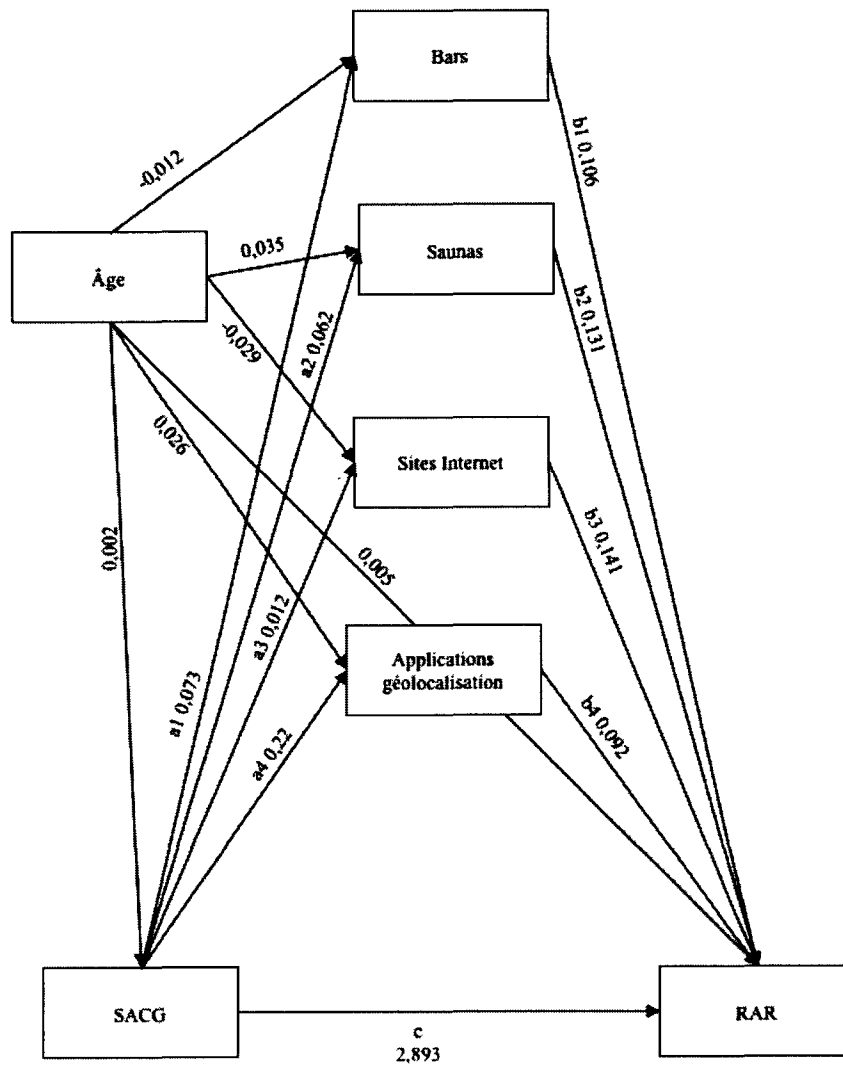 Bars
-0,012
b1 0,106
Âge
0,035
Saunas
-0,029
a2 0,062
b2 0,131
0,026
Sites Internet
0,002
0,005
b3 0,141
a3 0,012
Applications
géolocalisation
a1 0,073
a4 0,22
b4 0,092
SACG
RAR
c
2,893